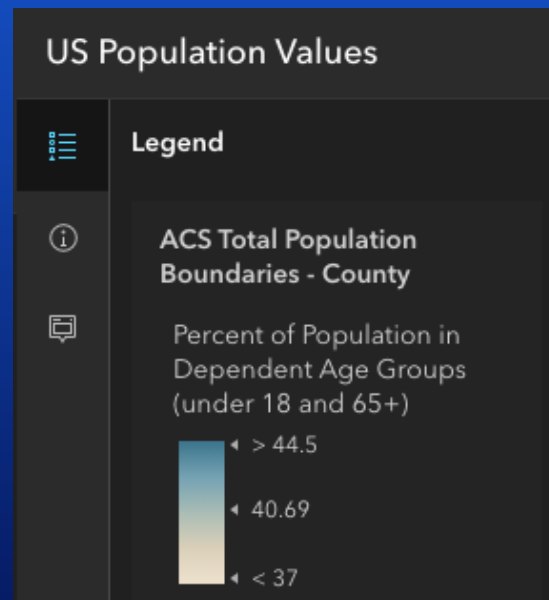 US Population Values
Legend
ACS Total Population
Boundaries - County
Percent of Population in
Dependent Age Groups
(under 18 and 65+)
> 44.5
40.69
< 37